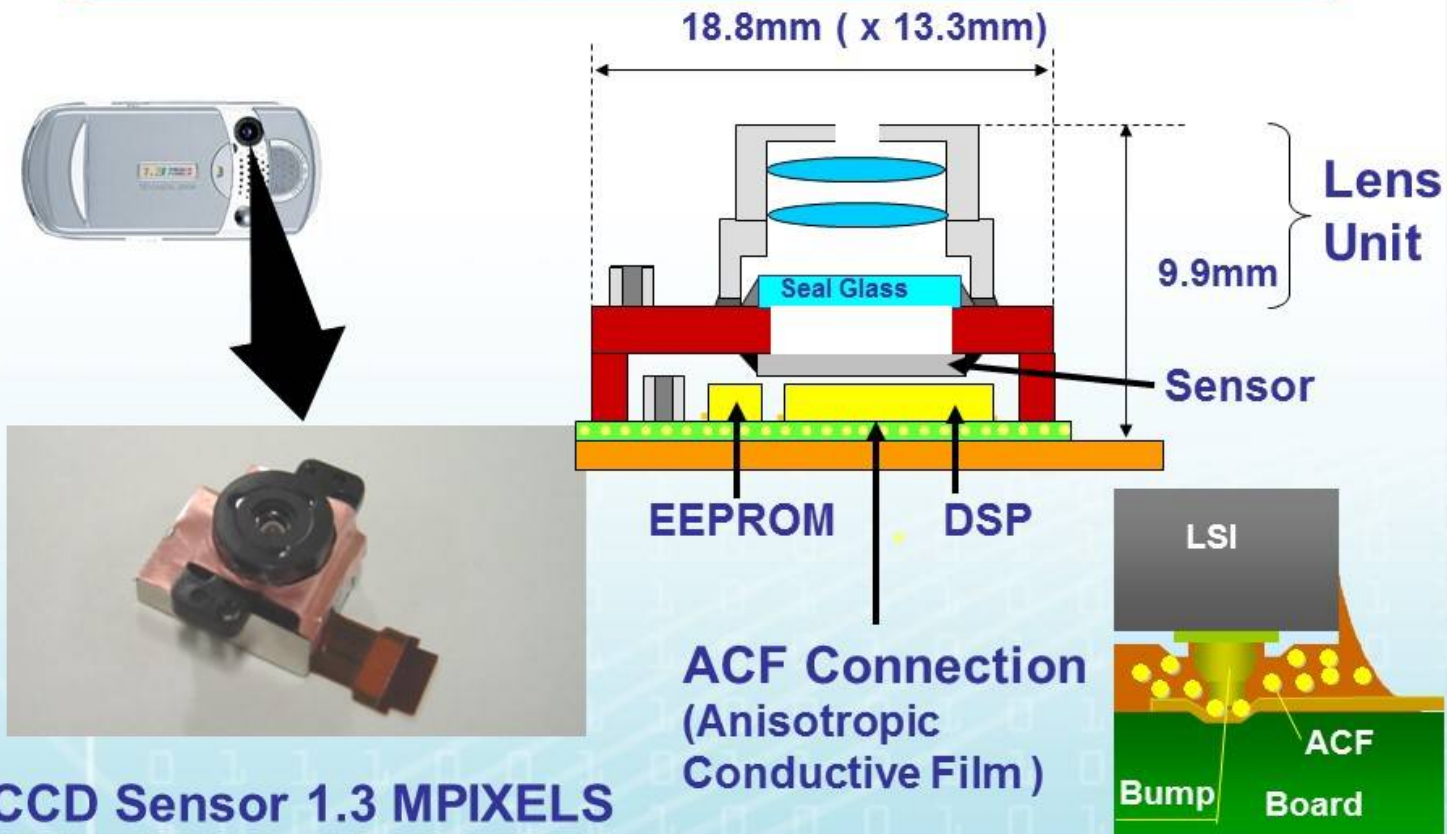 18.8mm ( x 13.3mm)
Lens
Unit
9.9mm
Seal Glass
Sensor
EEPROM
DSP
LSI
ACF Connection
(Anisotropic
Conductive Film )
ACF
Bump
Board
CCD Sensor 1.3 MPIXELS